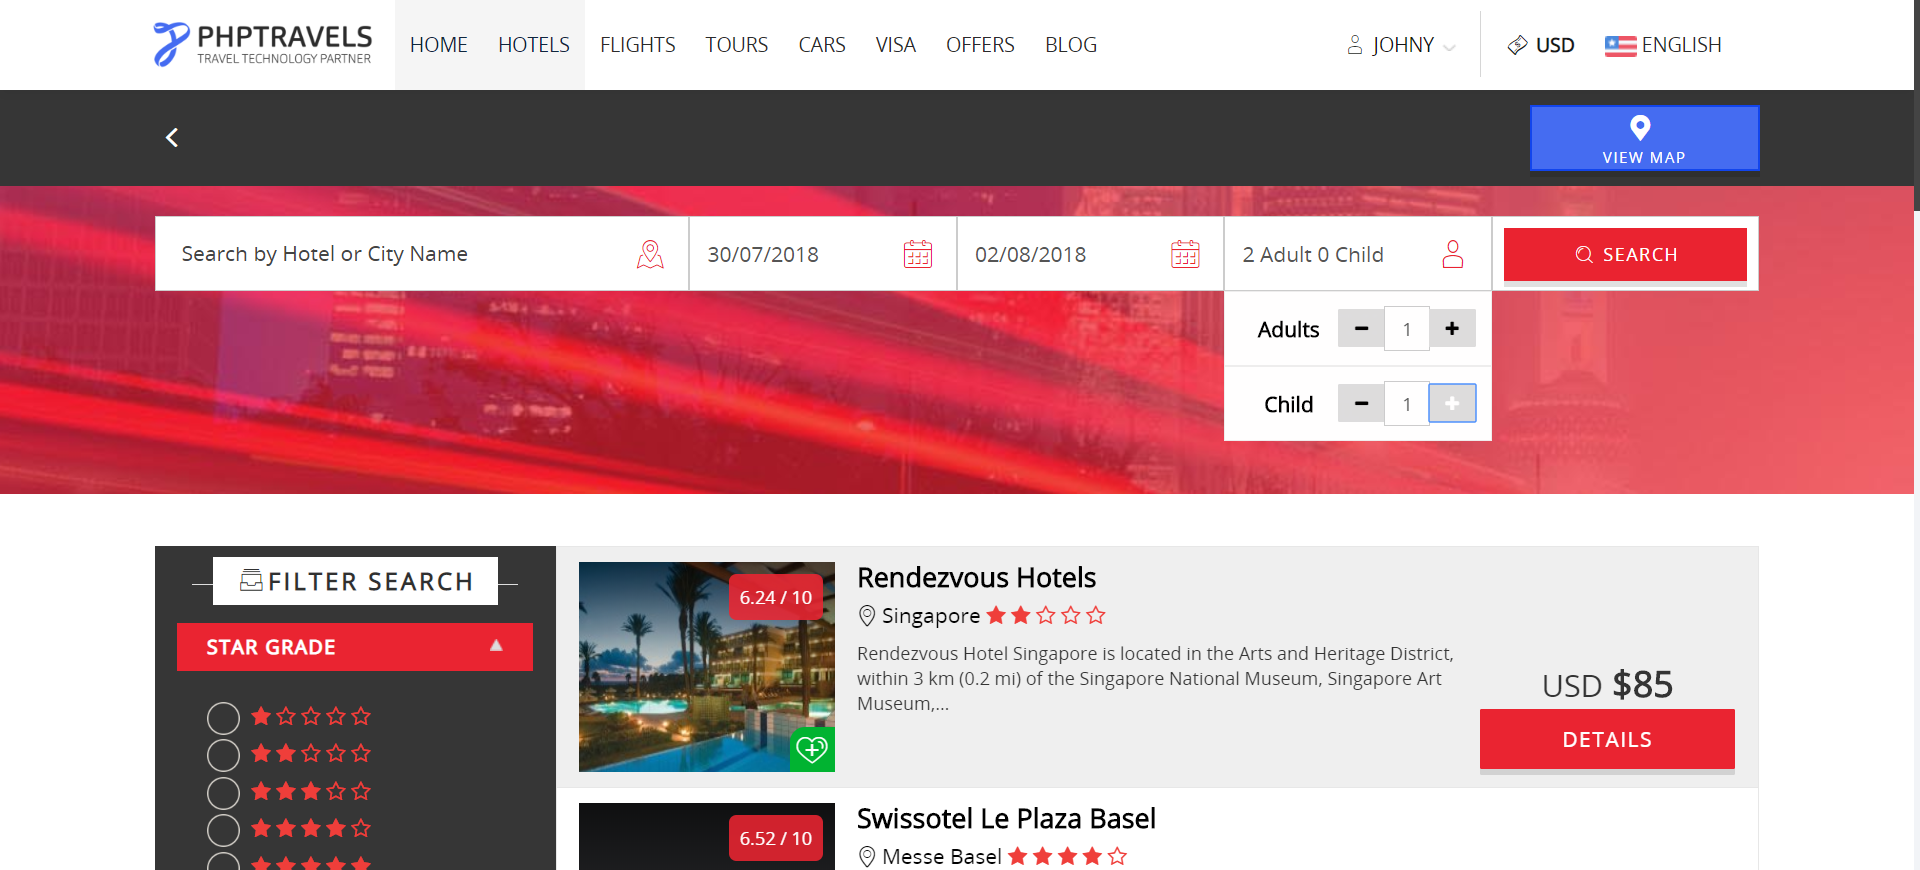 PHPTRAVELS
TRAVEL TECHNOLOGY PARTNER
HOME HOTELS FLIGHTS TOURS CARS VISA OFFERS BLOG
JOHNY
USD
ENGLISH
VIEW MAP
Search by Hotel or City Name
30/07/2018
02/08/2018
2 Adult 0 Child
SEARCH
Adults - 1 +
Child - 1 +
FILTER SEARCH
STAR GRADE
6.24 / 10
Rendezvous Hotels
Singapore
Rendezvous Hotel Singapore is located in the Arts and Heritage District,
within 3 km (0.2 mi) of the Singapore National Museum, Singapore Art
Museum,...
USD $85
DETAILS
6.52 / 10
Swissotel Le Plaza Basel
Messe Basel